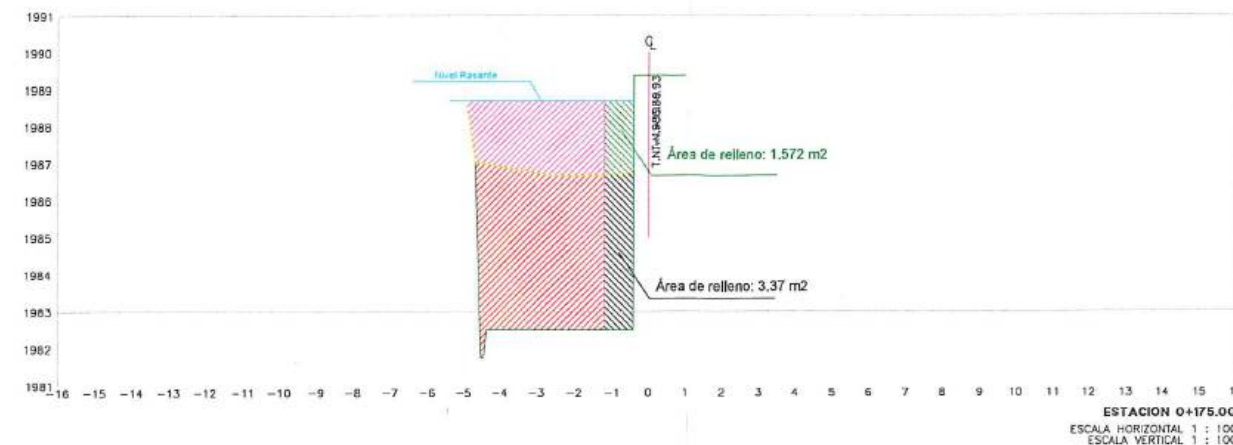 1991
1990
1989
1988
1987
1986
1985
1984
1963
1982
1981
Nivel Rasante
Área de relleno: 1.572 m2
Área de relleno: 3,37 m2
-16 -15 -14 -13 -12 -11 -10 -9 -8 -7 -6 -5 -4 -3 -2 -1 0 1 2 3 4 5 6 7 8 9 10 11 12 13 14 15
ESTACION 0+175.00
ESCALA HORIZONTAL 1 : 100
ESCALA VERTICAL 1 : 100